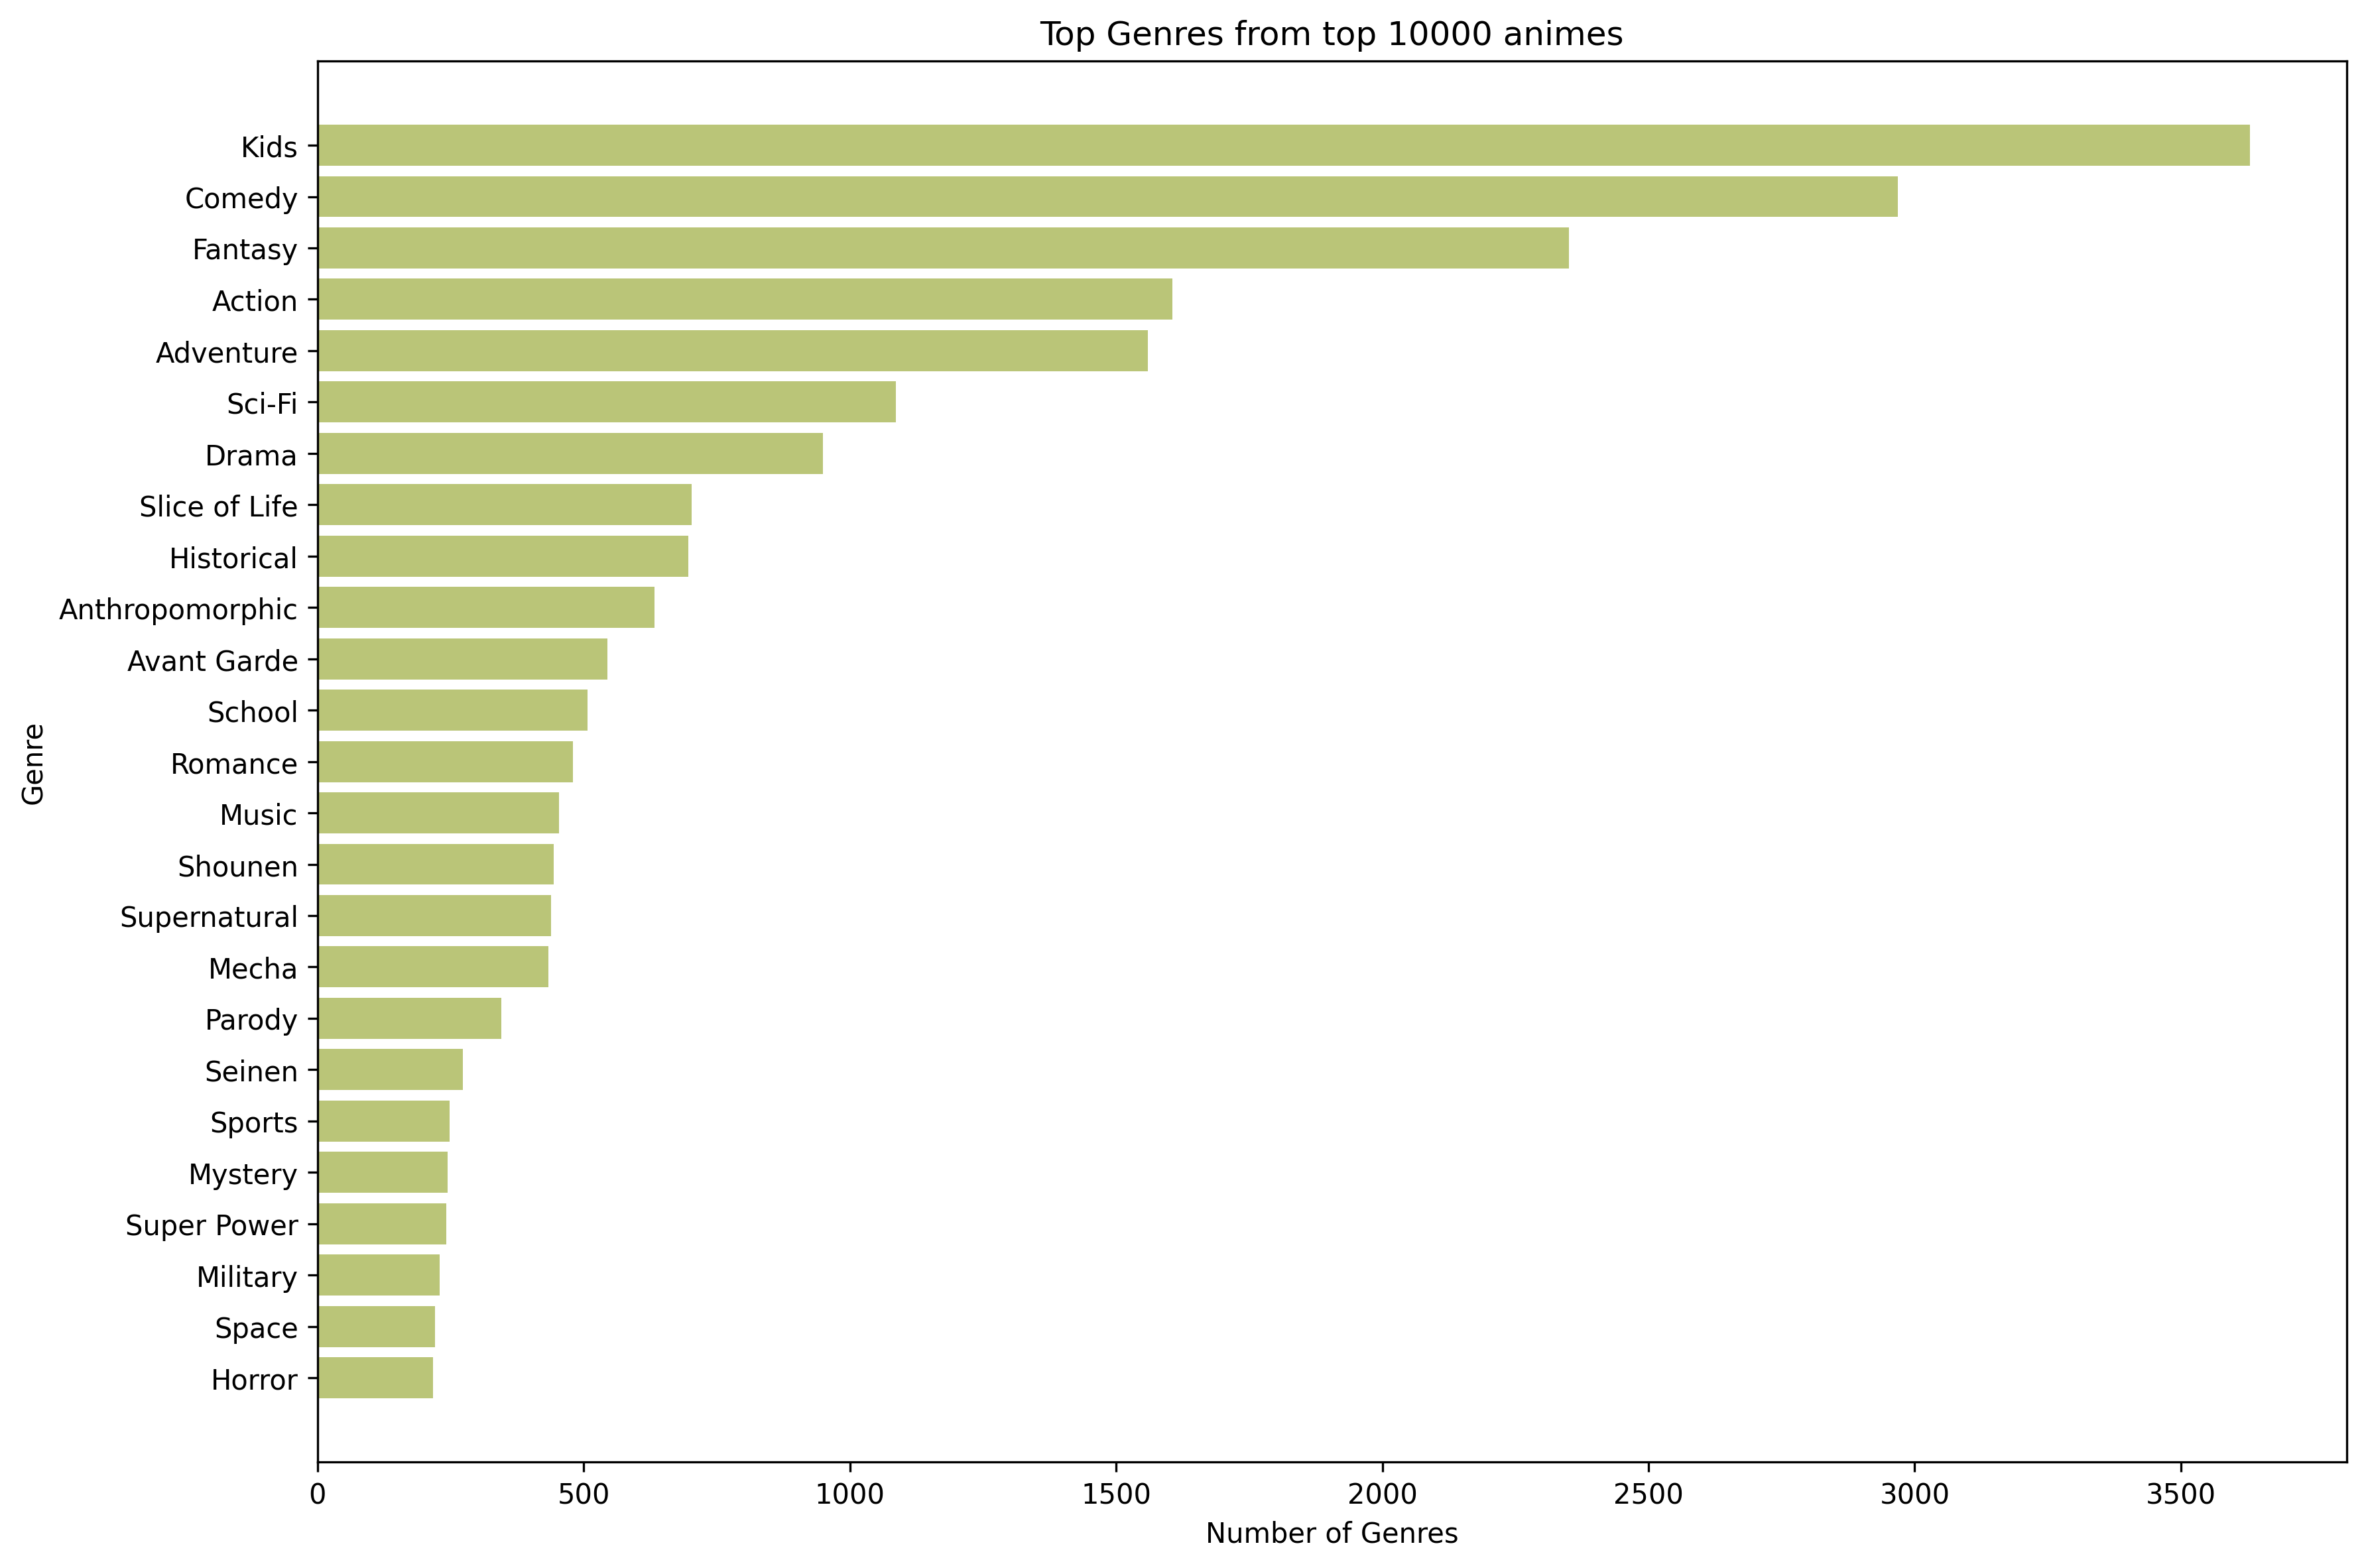 Top Genres from top 10000 animes
Genre
Kids
Comedy
Fantasy
Action
Adventure
Sci-Fi
Drama
Slice of Life
Historical
Anthropomorphic
Avant Garde
School
Romance
Music
Shounen
Supernatural
Mecha
Parody
Seinen
Sports
Mystery
Super Power
Military
Space
Horror
0 500 1000 1500 2000 2500 3000 3500
Number of Genres